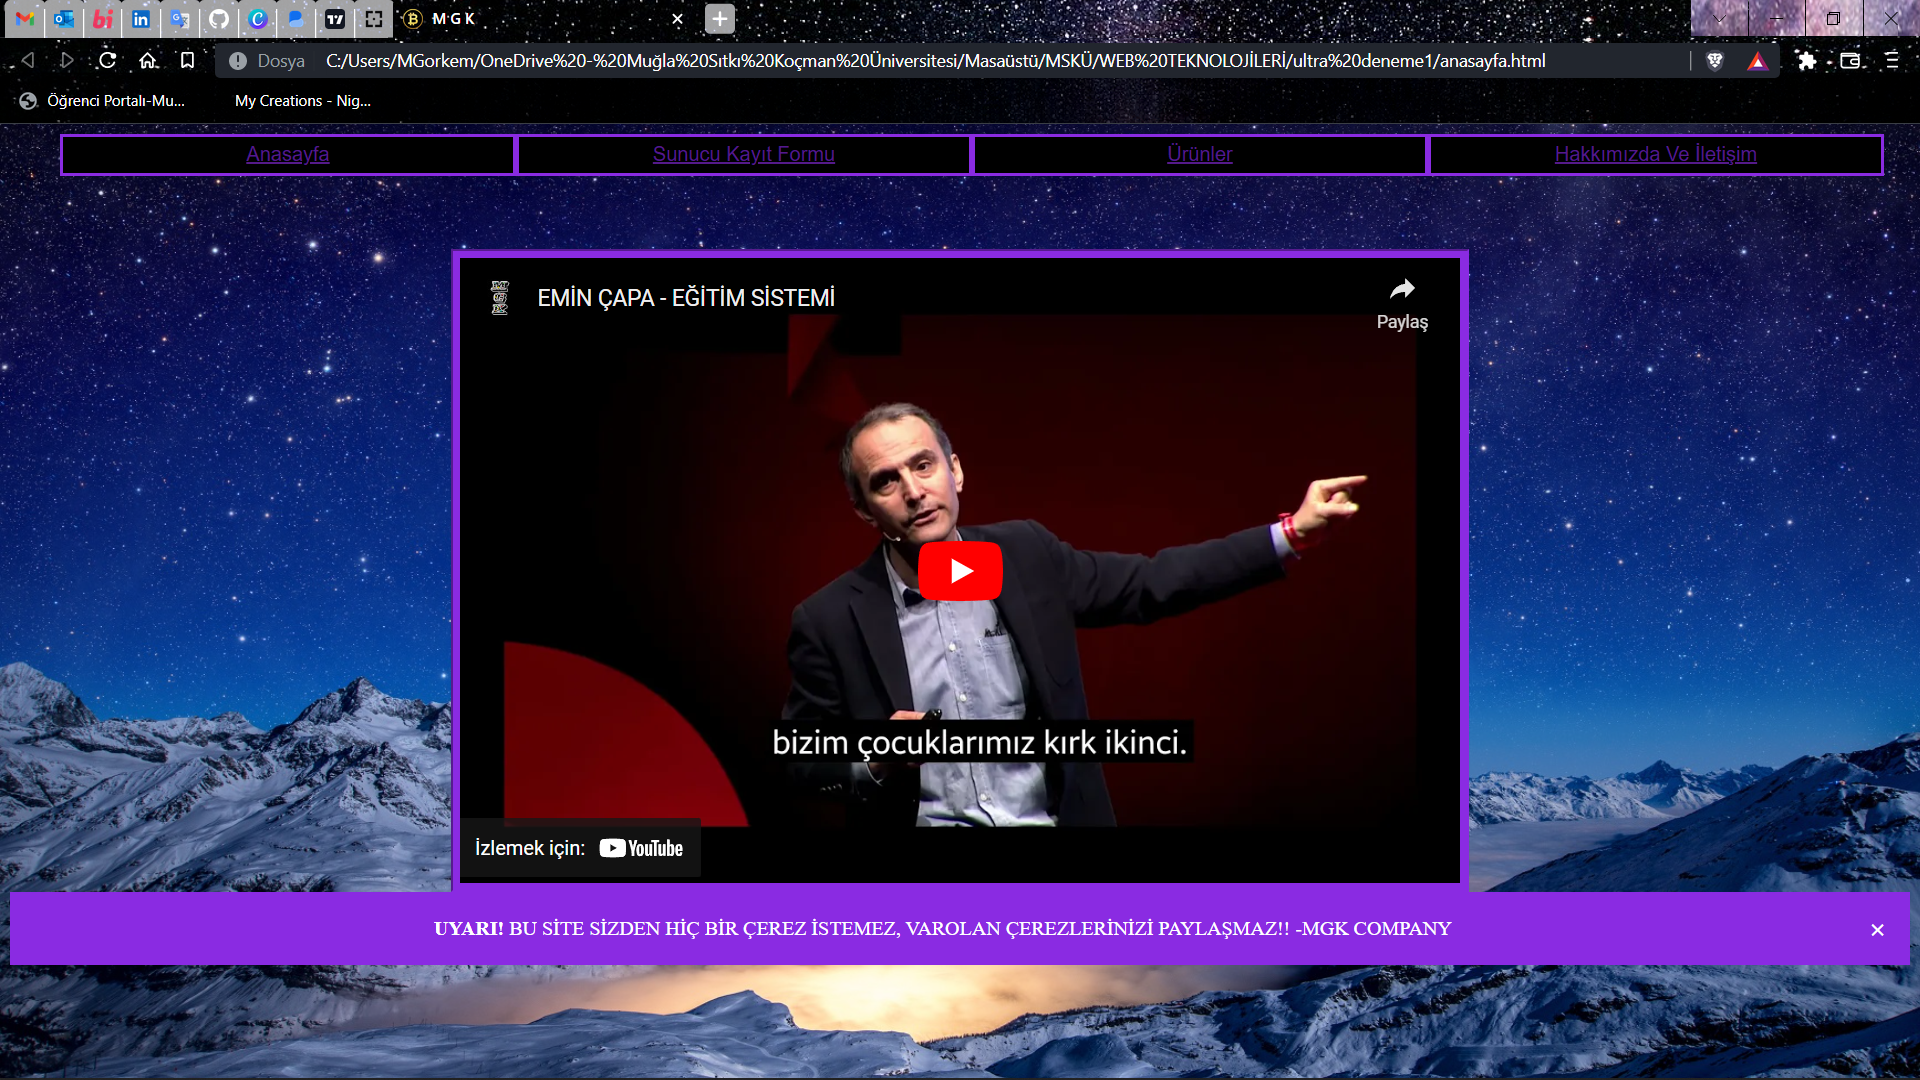 M G K
Dosya C:/Users/MGorkem/OneDrive%20-%20Muğla%20Sıtkı%20Koçman%20Üniversitesi/Masaüstü/MSKÜ/WEB%20TEKNOLOJİLERİ/ultra%20deneme1/anasayfa.html
Öğrenci Portalı-Mu... My Creations - Nig...
Anasayfa Sunucu Kayıt Formu Ürünler Hakkımızda Ve İletişim
MGK EMİN ÇAPA - EĞİTİM SİSTEMİ
Paylaş
bizim çocuklarımız kırk ikinci.
İzlemek için: YouTube
UYARI! BU SİTE SİZDEN HİÇ BİR ÇEREZ İSTEMEZ, VAROLAN ÇEREZLERİNİZİ PAYLAŞMAZ!! -MGK COMPANY ×